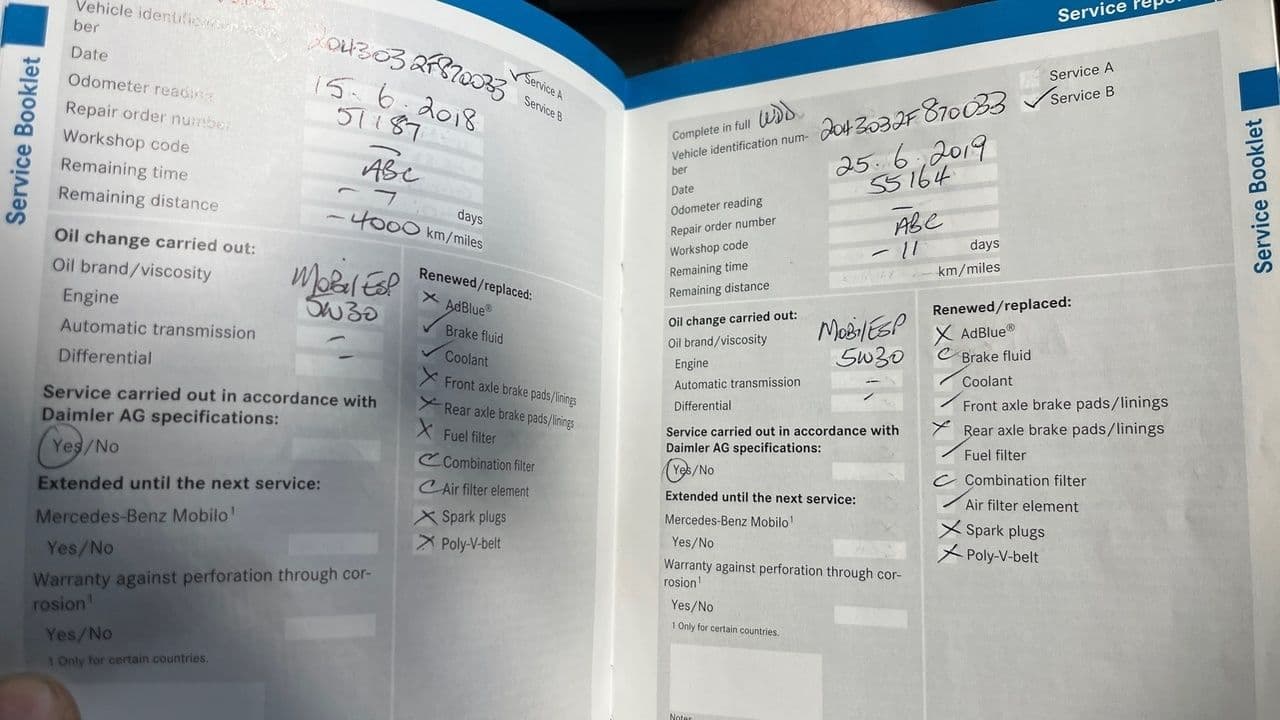 Service Booklet
Vehicle identification num-
ber 2043032F870033
✓ Service A
Service B
Date 15.6.2018
Odometer reading 51187
Repair order number –
Workshop code ABC
Remaining time – 7 days
Remaining distance – 4000 km/miles
Oil change carried out:
Oil brand/viscosity Mobil ESP
Engine 5W30
Automatic transmission –
Differential –
Service carried out in accordance with
Daimler AG specifications:
Yes/No
Extended until the next service:
Mercedes-Benz Mobilo¹
Yes/No
Warranty against perforation through cor-
rosion¹
Yes/No
1 Only for certain countries.
Renewed/replaced:
X AdBlue®
✓ Brake fluid
✓ Coolant
X Front axle brake pads/linings
X Rear axle brake pads/linings
X Fuel filter
C Combination filter
C Air filter element
X Spark plugs
X Poly-V-belt
Service
Service A
✓ Service B
Complete in full WDD
Vehicle identification num- 2043032F870033
ber
Date 25.6.2019
Odometer reading 55164
Repair order number –
Workshop code ABC
Remaining time – 11 days
Remaining distance km/miles
Oil change carried out:
Oil brand/viscosity Mobil ESP
Engine 5W30
Automatic transmission –
Differential –
Service carried out in accordance with
Daimler AG specifications:
Yes/No
Extended until the next service:
Mercedes-Benz Mobilo¹
Yes/No
Warranty against perforation through cor-
rosion¹
Yes/No
1 Only for certain countries.
Renewed/replaced:
X AdBlue®
C Brake fluid
✓ Coolant
✓ Front axle brake pads/linings
X Rear axle brake pads/linings
✓ Fuel filter
C Combination filter
✓ Air filter element
X Spark plugs
X Poly-V-belt
Service Booklet